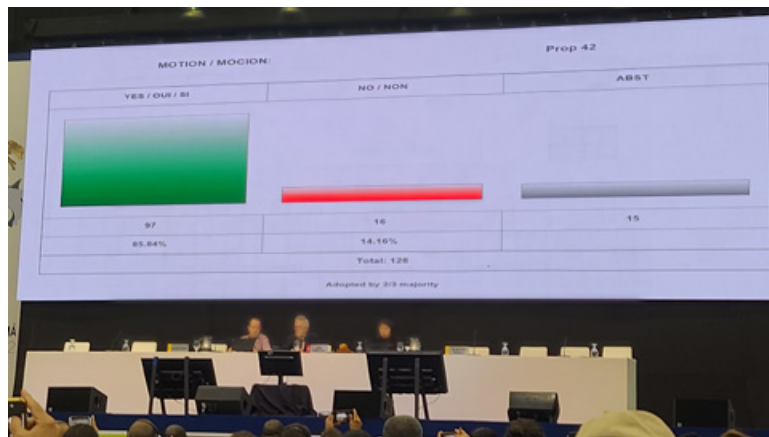 MOTION / MOCION: Prop 42
YES / OUI / SI NO / NON ABST
97 16 15
85.84% 14.16%
Total: 128
Adopted by 2/3 majority
MA